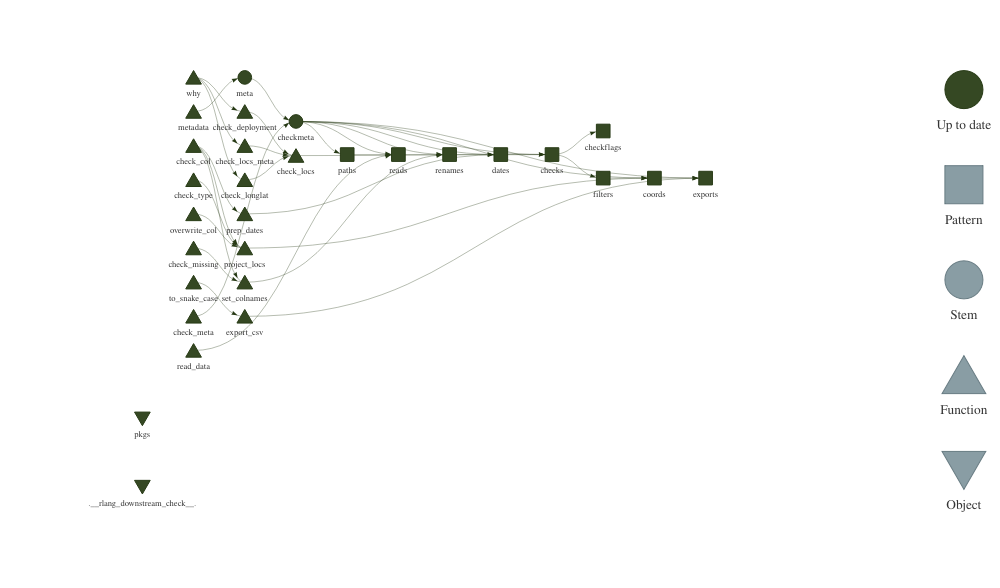 why
meta
metadata
check_deployment
checkmeta
check_col
check_locs_meta
check_locs
paths
reads
renames
dates
checks
checkflags
check_type
check_longlat
filters
coords
exports
overwrite_col
prep_dates
check_missing
project_locs
to_snake_case
set_colnames
check_meta
export_csv
read_data
pkgs
.__rlang_downstream_check__.
Up to date
Pattern
Stem
Function
Object